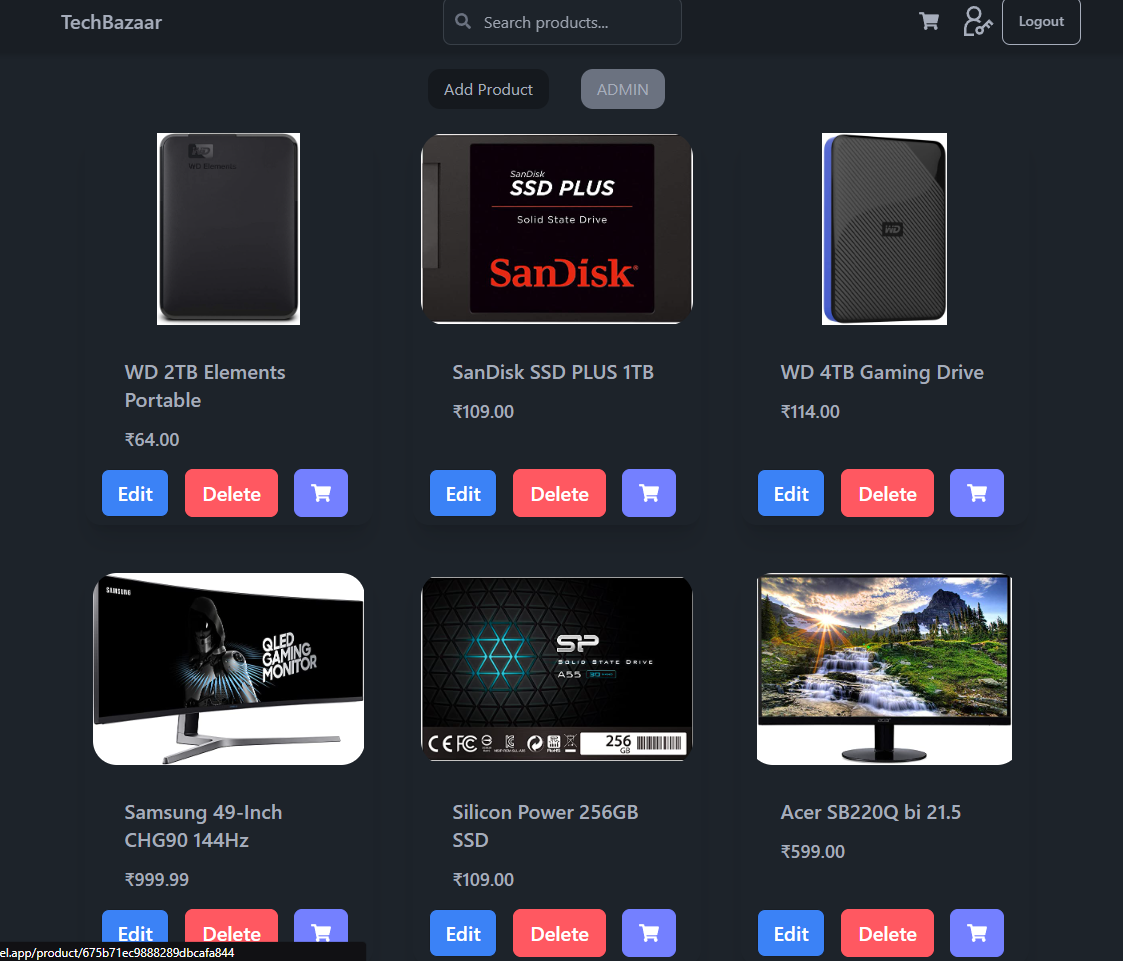 TechBazaar
Search products...
Logout
Add Product
ADMIN
WD
WD Elements
SanDisk
SSD PLUS
Solid State Drive
SanDisk
WD
WD 2TB Elements
Portable
₹64.00
SanDisk SSD PLUS 1TB
₹109.00
WD 4TB Gaming Drive
₹114.00
Edit
Delete
Edit
Delete
Edit
Delete
SAMSUNG
QLED
GAMING
MONITOR
SP
SOLID STATE DRIVE
A55
CE FC
256
GB
acer
Samsung 49-Inch
CHG90 144Hz
₹999.99
Silicon Power 256GB
SSD
₹109.00
Acer SB220Q bi 21.5
₹599.00
Edit
Delete
Edit
Delete
Edit
Delete
el.app/product/675b71ec9888289dbcafa844